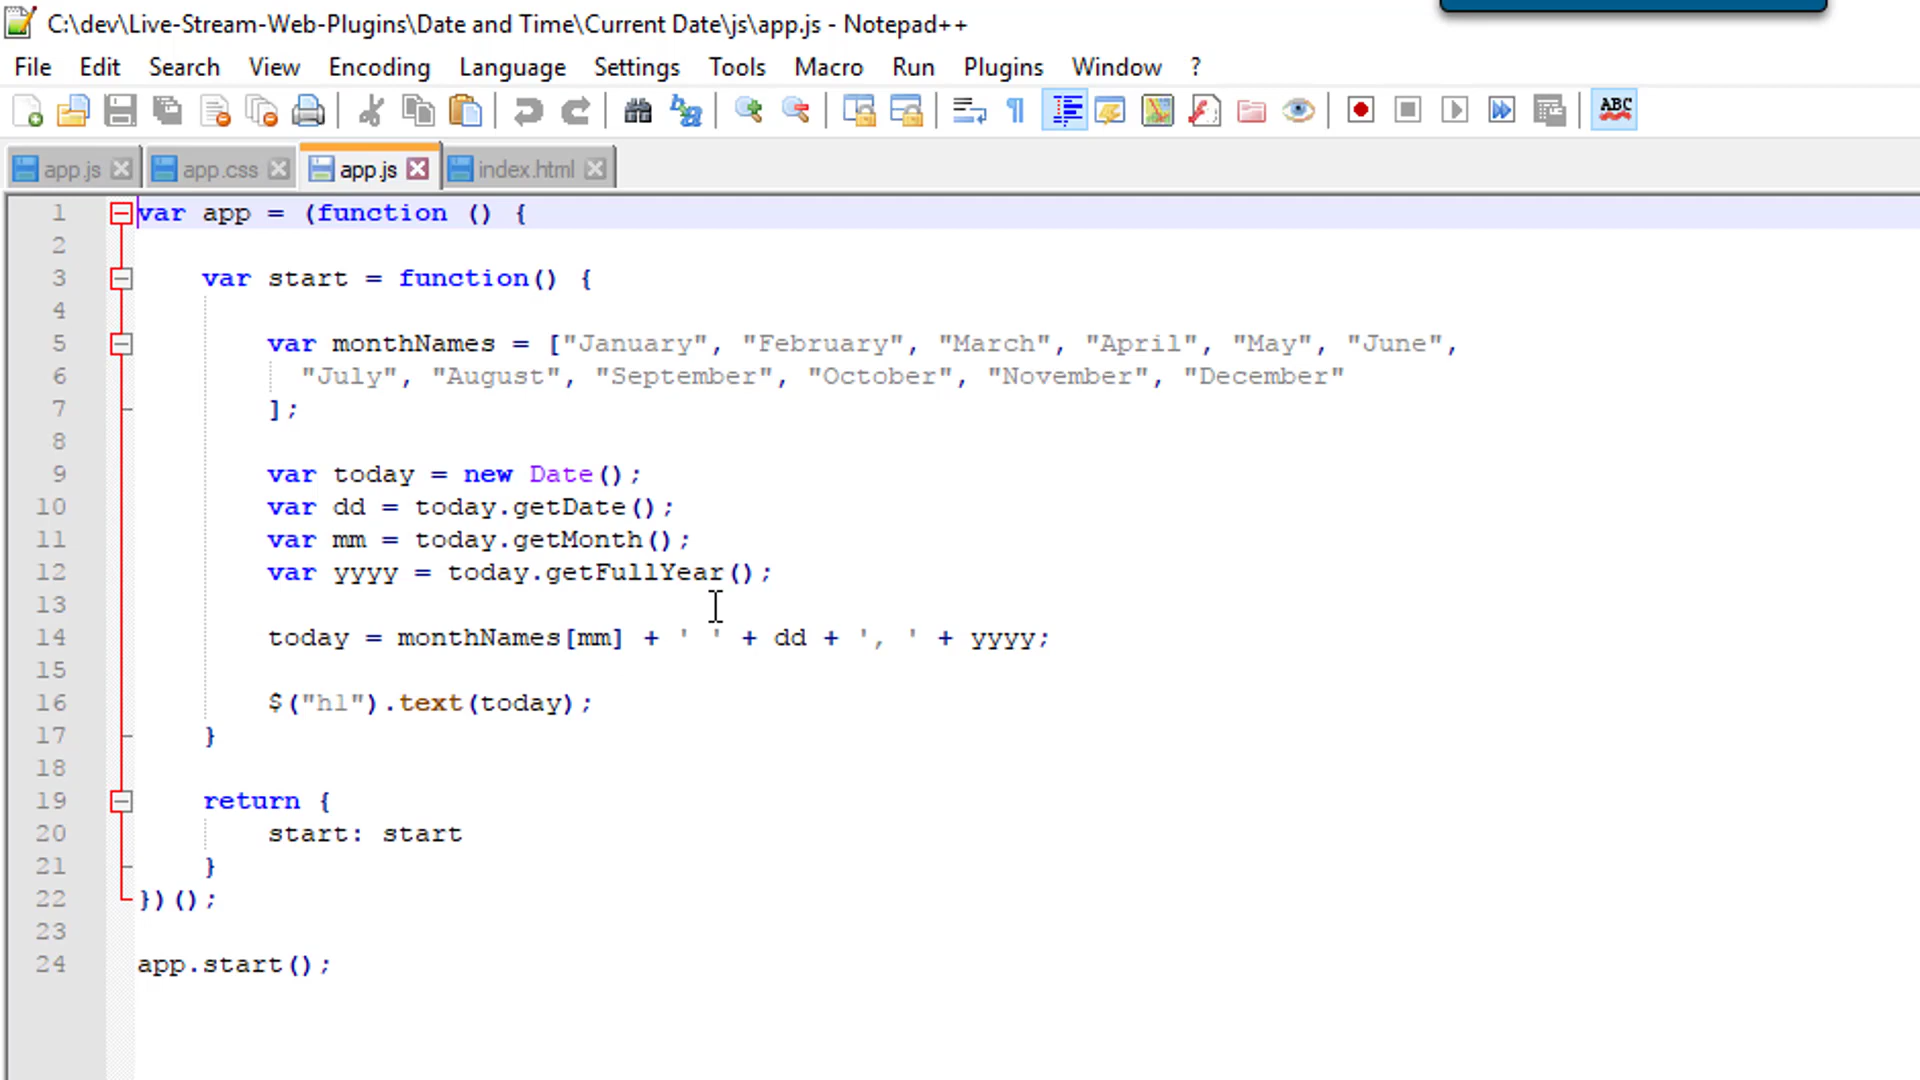 C:\dev\Live-Stream-Web-Plugins\Date and Time\Current Date\js\app.js - Notepad++
File Edit Search View Encoding Language Settings Tools Macro Run Plugins Window ?
ABC
app.js app.css app.js index.html
1 var app = (function () {
2
3 var start = function() {
4
5 var monthNames = ["January", "February", "March", "April", "May", "June",
6 "July", "August", "September", "October", "November", "December"
7 ];
8
9 var today = new Date();
10 var dd = today.getDate();
11 var mm = today.getMonth();
12 var yyyy = today.getFullYear();
13
14 today = monthNames[mm] + ' ' + dd + ', ' + yyyy;
15
16 $("h1").text(today);
17 }
18
19 return {
20 start: start
21 }
22 })();
23
24 app.start();